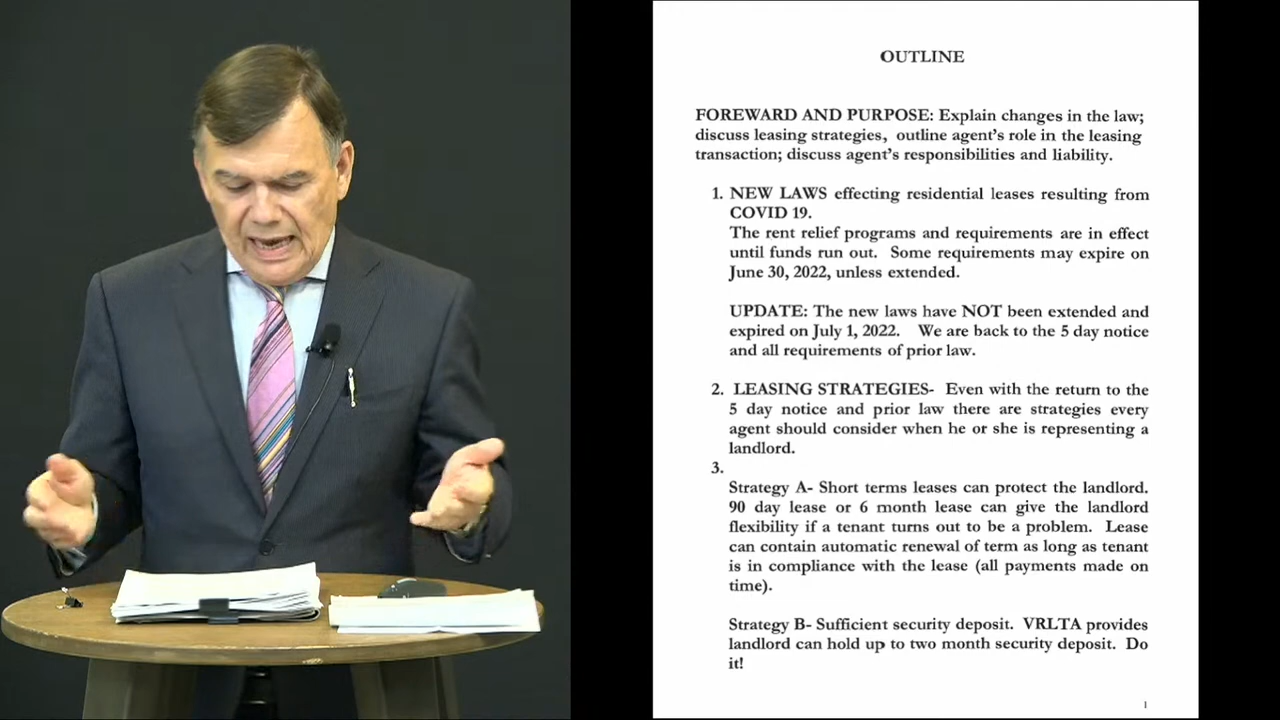 OUTLINE
FOREWARD AND PURPOSE: Explain changes in the law;
discuss leasing strategies, outline agent's role in the leasing
transaction; discuss agent's responsibilities and liability.
1. NEW LAWS effecting residential leases resulting from
COVID 19.
The rent relief programs and requirements are in effect
until funds run out. Some requirements may expire on
June 30, 2022, unless extended.
UPDATE: The new laws have NOT been extended and
expired on July 1, 2022. We are back to the 5 day notice
and all requirements of prior law.
2. LEASING STRATEGIES- Even with the return to the
5 day notice and prior law there are strategies every
agent should consider when he or she is representing a
landlord.
3.
Strategy A- Short terms leases can protect the landlord.
90 day lease or 6 month lease can give the landlord
flexibility if a tenant turns out to be a problem. Lease
can contain automatic renewal of term as long as tenant
is in compliance with the lease (all payments made on
time).
Strategy B- Sufficient security deposit. VRLTA provides
landlord can hold up to two month security deposit. Do
it!
1